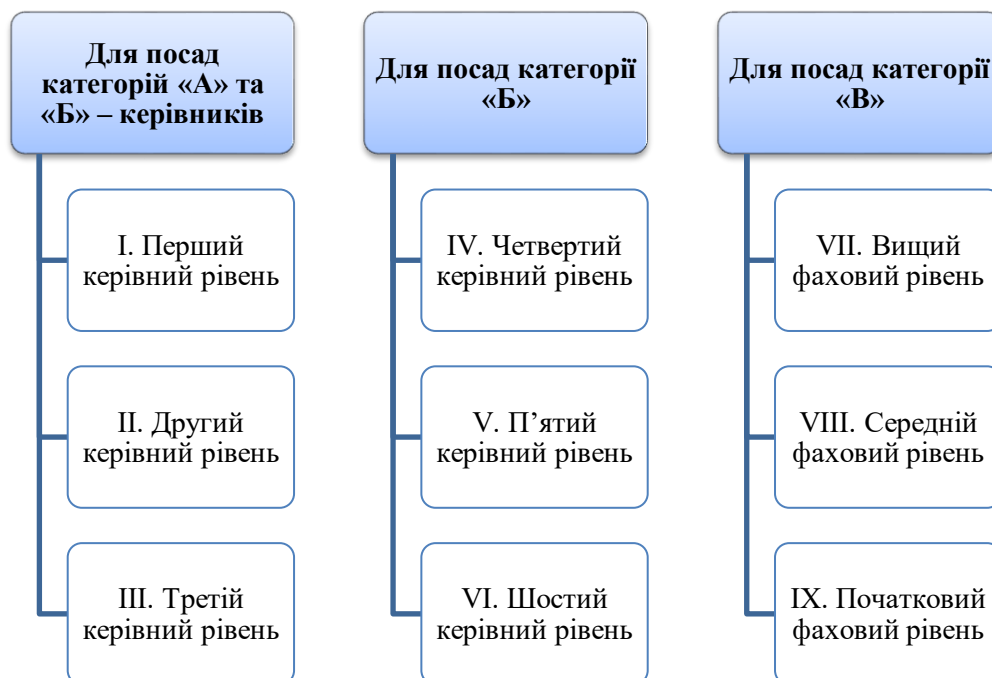 Для посад
категорій «А» та
«Б» – керівників
I. Перший
керівний рівень
II. Другий
керівний рівень
III. Третій
керівний рівень
Для посад категорії
«Б»
IV. Четвертий
керівний рівень
V. П’ятий
керівний рівень
VI. Шостий
керівний рівень
Для посад категорії
«В»
VII. Вищий
фаховий рівень
VIII. Середній
фаховий рівень
IX. Початковий
фаховий рівень